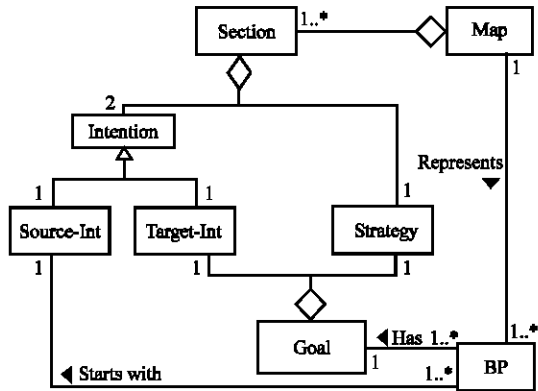 Section
1..*
Map
1
2
Intention
Represents
1
1
1
Source-Int
Target-Int
Strategy
1
1
1
Goal
Has 1..*
1..*
1
BP
Starts with
1..*